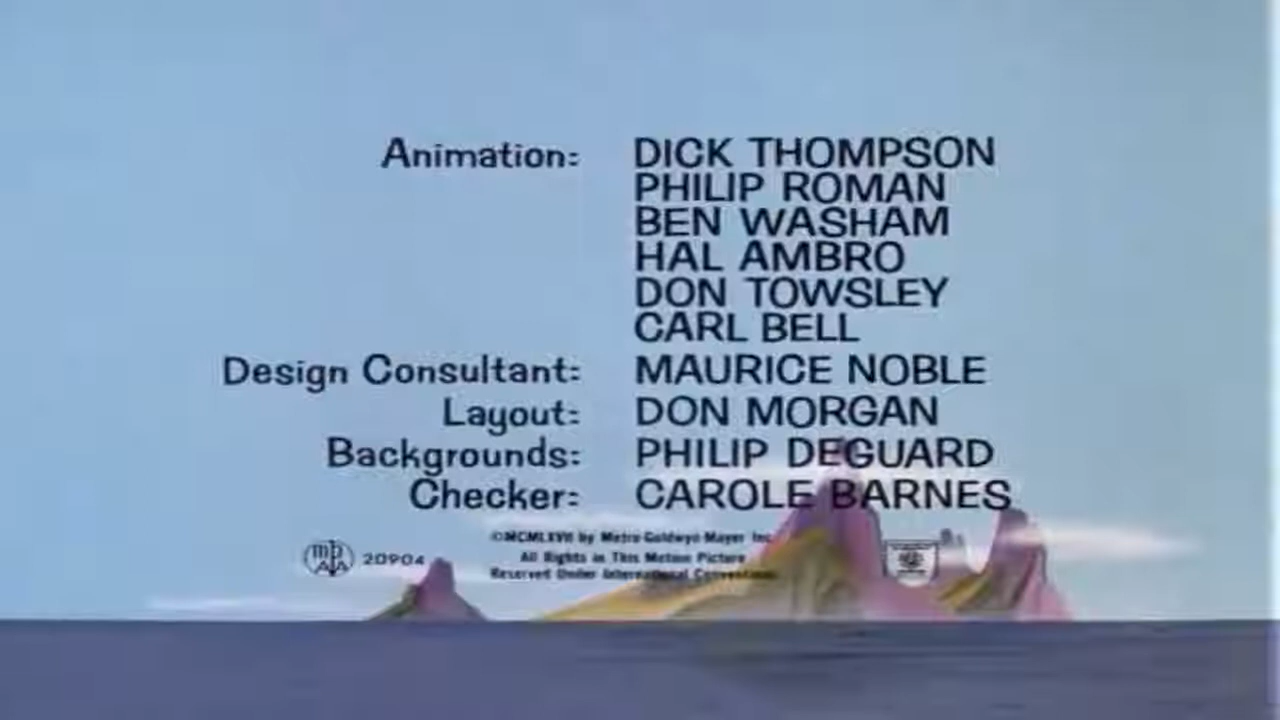 Animation: DICK THOMPSON
PHILIP ROMAN
BEN WASHAM
HAL AMBRO
DON TOWSLEY
CARL BELL
Design Consultant: MAURICE NOBLE
Layout: DON MORGAN
Backgrounds: PHILIP DEGUARD
Checker: CAROLE BARNES
©MCMLXVII by Metro-Goldwyn-Mayer Inc.
MPAA 20904 All Rights in This Motion Picture
Reserved Under International Conventions